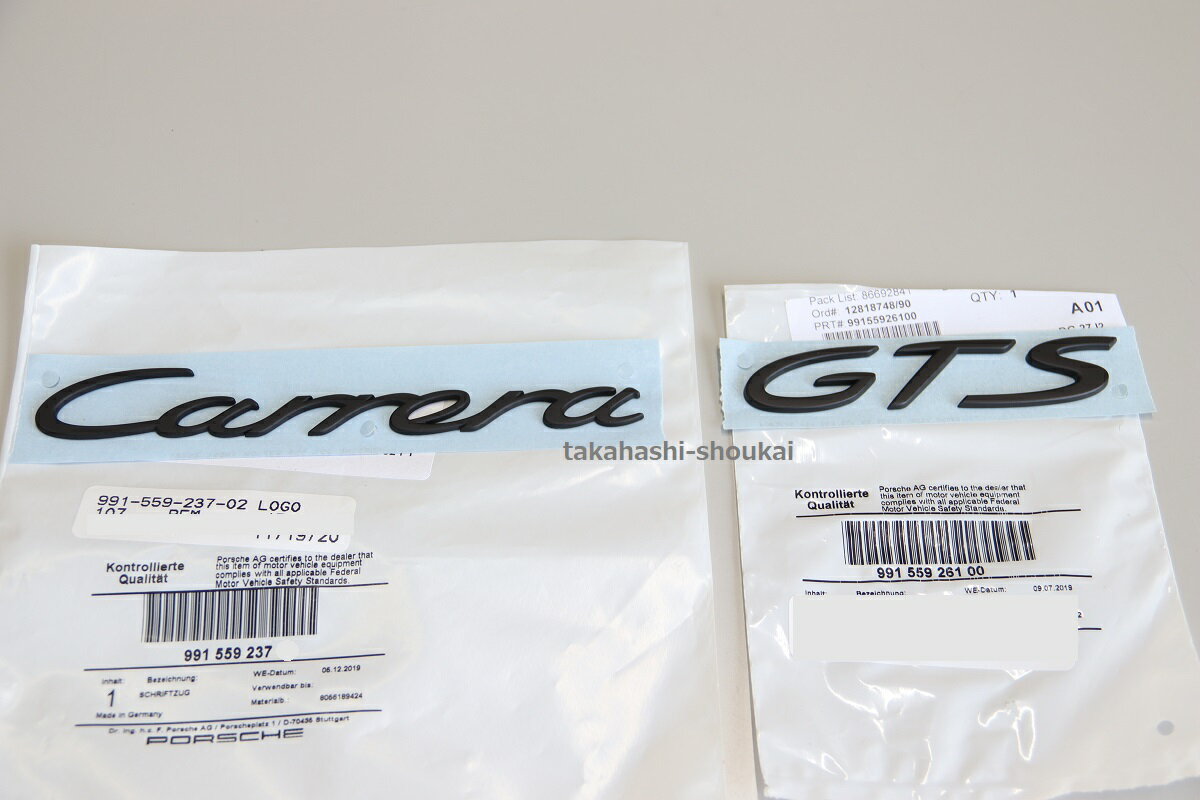 Carrera
991-559-237-02 LOGO
11/19/20
Kontrollierte
Qualität
Porsche AG certifies to the dealer that
this item of motor vehicle equipment
complies with all applicable Federal
Motor Vehicle Safety Standards.
991 559 237
Inhalt:
1
Bezeichnung:
SCHRIFTZUG
WE-Datum: 06.12.2019
Verwendbar bis:
Materialb.: 8066189424
Made in Germany
Dr. Ing. h.c. F. Porsche AG / Porscheplatz 1 / D-70436 Stuttgart
PORSCHE
takahashi-shoukai
Pack List: 86692841
QTY: 1
Ord# 12818748/90
A01
PRT# 99155926100
GTS
Kontrollierte
Qualität
Porsche AG certifies to the dealer that
this item of motor vehicle equipment
complies with all applicable Federal
Motor Vehicle Safety Standards.
991 559 261 00
Inhalt: Bezeichnung: WE-Datum: 09.07.2019